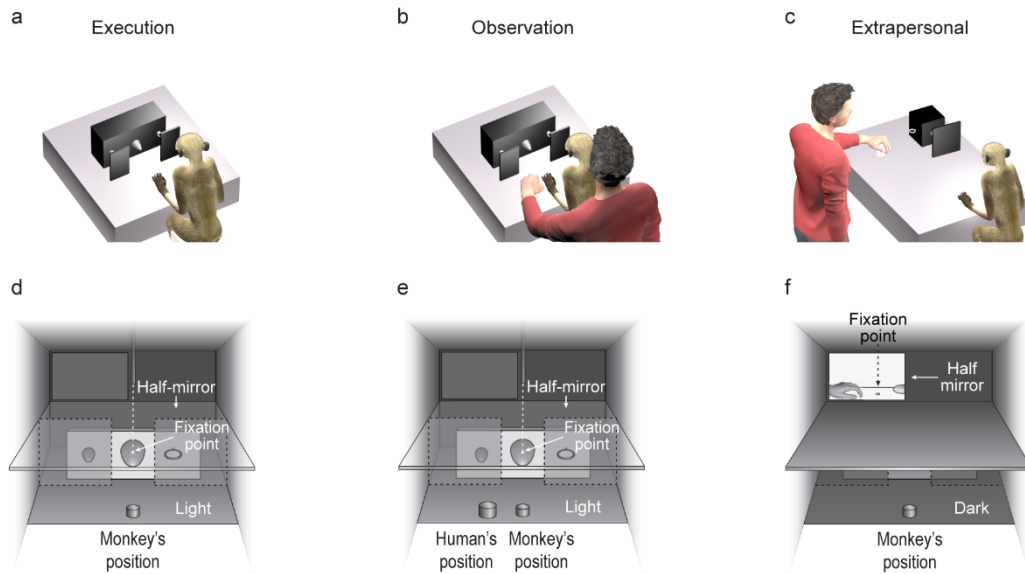 a
Execution
b
Observation
c
Extrapersonal
d
Half-mirror
Fixation
point
Light
Monkey's
position
e
Half-mirror
Fixation
point
Light
Human's
position
Monkey's
position
f
Fixation
point
Half
mirror
Dark
Monkey's
position